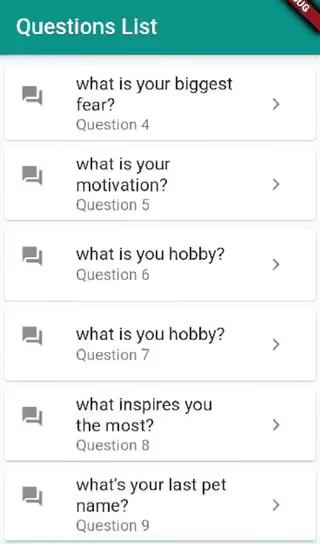 Questions List
what is your biggest
fear?
Question 4
what is your
motivation?
Question 5
what is you hobby?
Question 6
what is you hobby?
Question 7
what inspires you
the most?
Question 8
what's your last pet
name?
Question 9